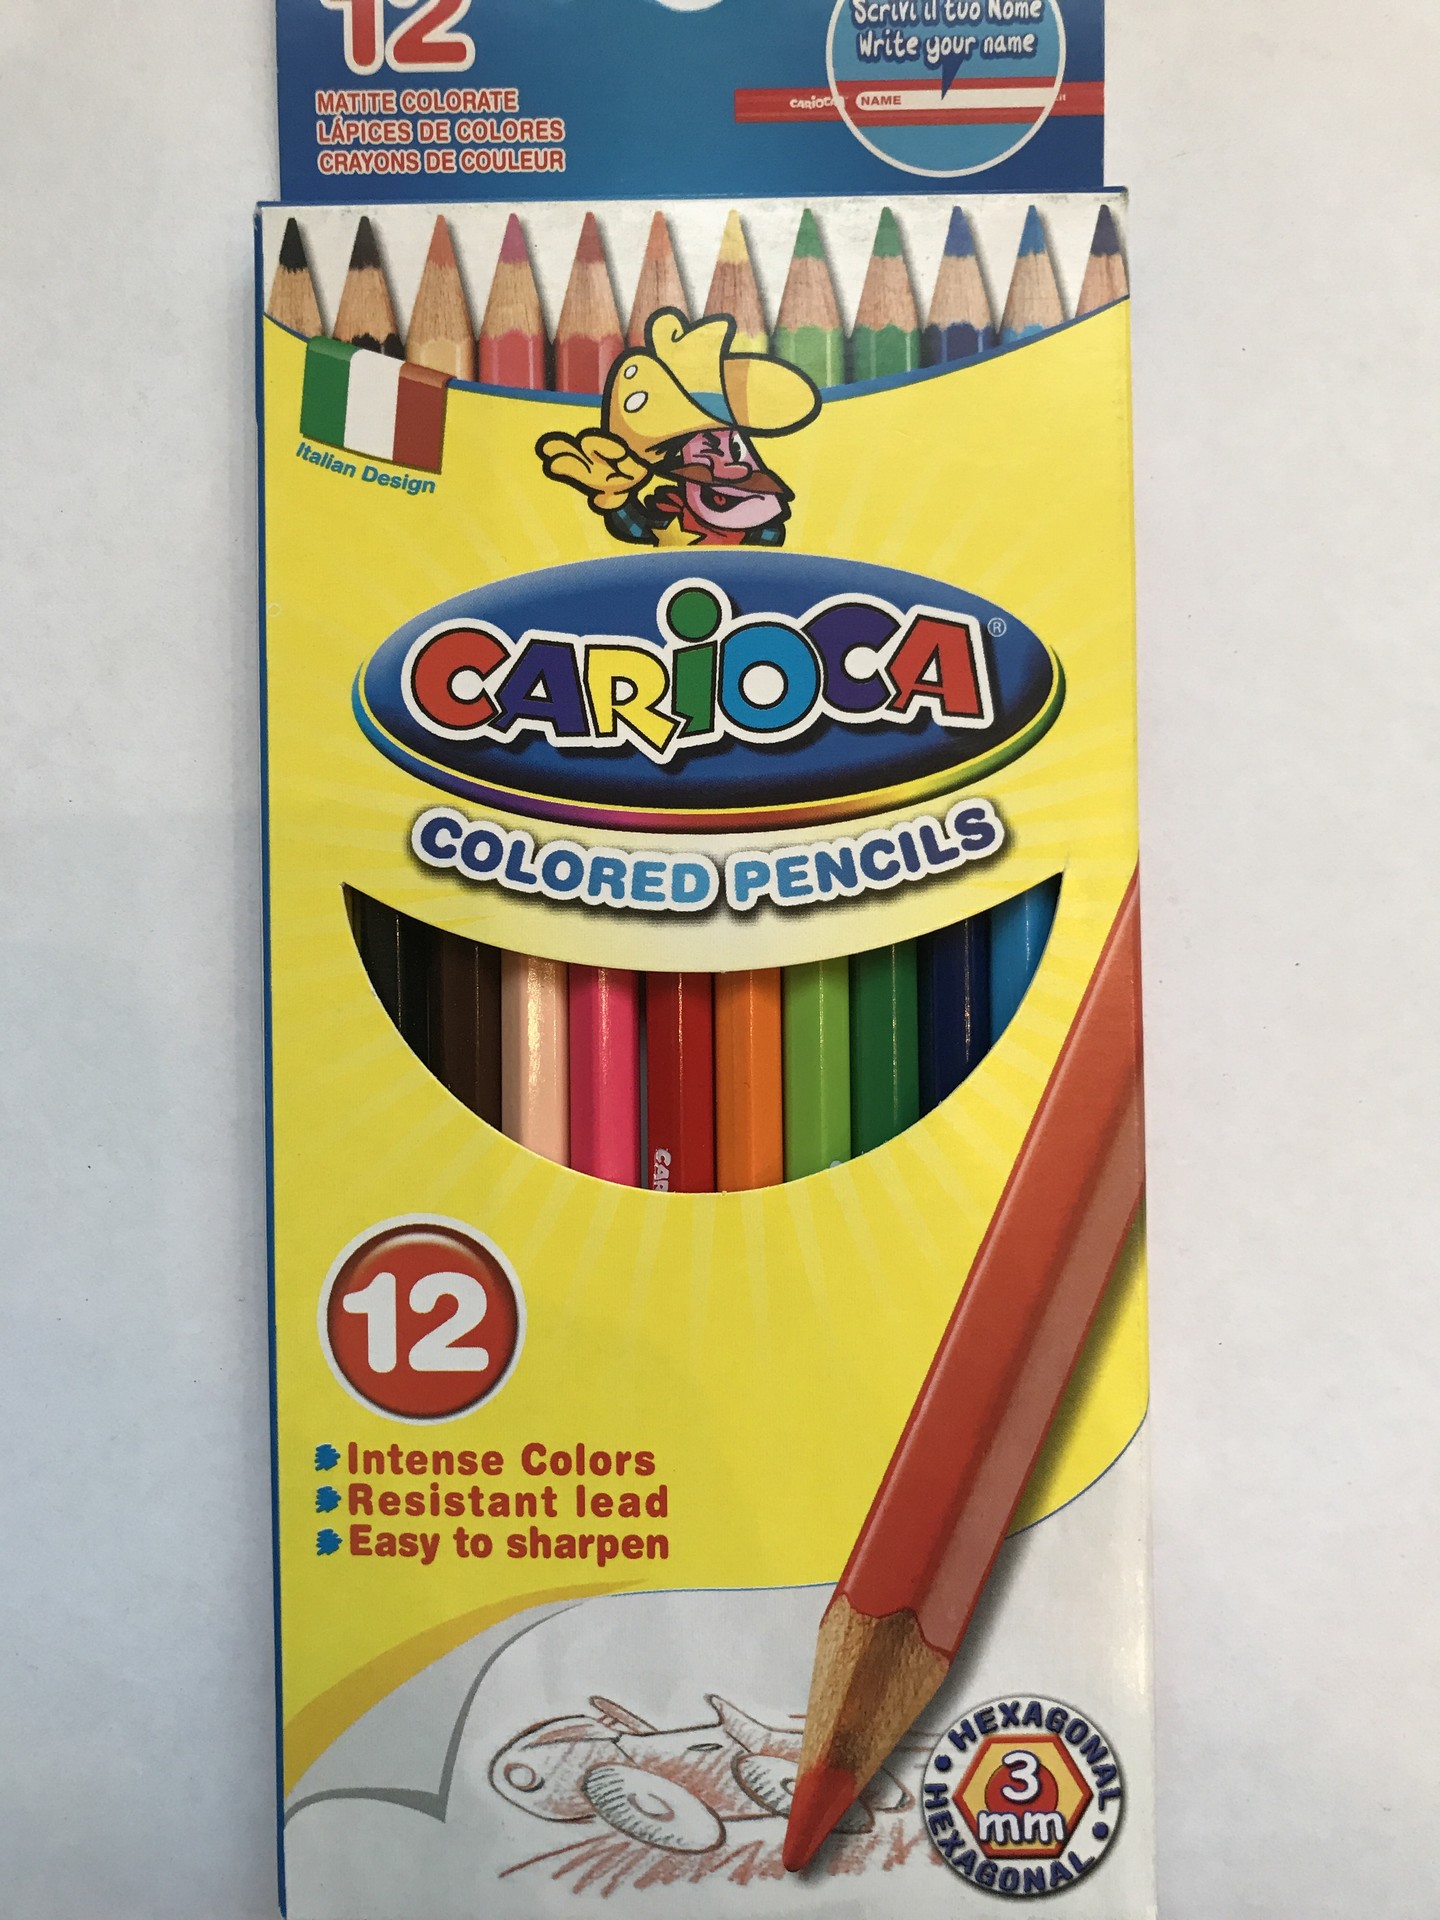 12
MATITE COLORATE
LÁPICES DE COLORES
CRAYONS DE COULEUR
Scrivi il tuo Nome
Write your name
CARIOCA NAME
Italian Design
CARIOCA®
COLORED PENCILS
12
Intense Colors
Resistant lead
Easy to sharpen
HEXAGONAL
3
mm
HEXAGONAL